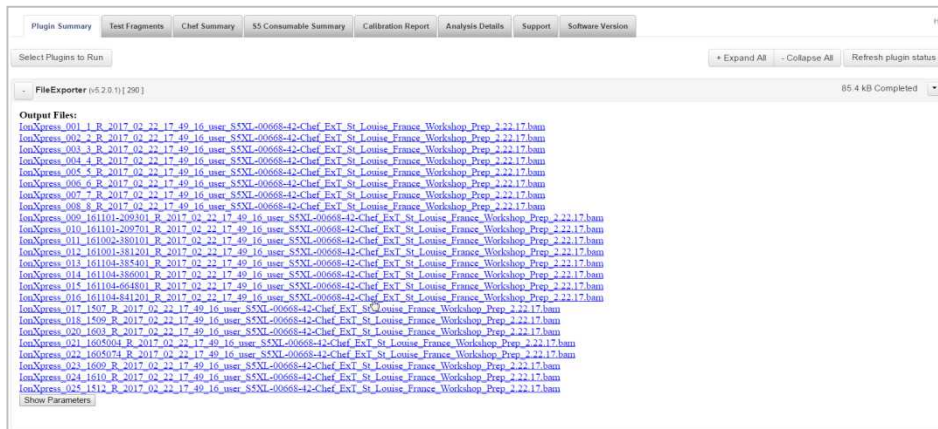 Plugin Summary Test Fragments Chef Summary S5 Consumable Summary Calibration Report Analysis Details Support Software Version
Select Plugins to Run + Expand All - Collapse All Refresh plugin status
- FileExporter (v5.2.0.1) [ 290 ] 85.4 kB Completed
Output Files:
IonXpress_001_1_R_2017_02_22_17_49_16_user_S5XL-00668-42-Chef_ExT_St_Louise_France_Workshop_Prep_2.22.17.bam
IonXpress_002_2_R_2017_02_22_17_49_16_user_S5XL-00668-42-Chef_ExT_St_Louise_France_Workshop_Prep_2.22.17.bam
IonXpress_003_3_R_2017_02_22_17_49_16_user_S5XL-00668-42-Chef_ExT_St_Louise_France_Workshop_Prep_2.22.17.bam
IonXpress_004_4_R_2017_02_22_17_49_16_user_S5XL-00668-42-Chef_ExT_St_Louise_France_Workshop_Prep_2.22.17.bam
IonXpress_005_5_R_2017_02_22_17_49_16_user_S5XL-00668-42-Chef_ExT_St_Louise_France_Workshop_Prep_2.22.17.bam
IonXpress_006_6_R_2017_02_22_17_49_16_user_S5XL-00668-42-Chef_ExT_St_Louise_France_Workshop_Prep_2.22.17.bam
IonXpress_007_7_R_2017_02_22_17_49_16_user_S5XL-00668-42-Chef_ExT_St_Louise_France_Workshop_Prep_2.22.17.bam
IonXpress_008_8_R_2017_02_22_17_49_16_user_S5XL-00668-42-Chef_ExT_St_Louise_France_Workshop_Prep_2.22.17.bam
IonXpress_009_161101-209301_R_2017_02_22_17_49_16_user_S5XL-00668-42-Chef_ExT_St_Louise_France_Workshop_Prep_2.22.17.bam
IonXpress_010_161101-209701_R_2017_02_22_17_49_16_user_S5XL-00668-42-Chef_ExT_St_Louise_France_Workshop_Prep_2.22.17.bam
IonXpress_011_161002-380101_R_2017_02_22_17_49_16_user_S5XL-00668-42-Chef_ExT_St_Louise_France_Workshop_Prep_2.22.17.bam
IonXpress_012_161001-381201_R_2017_02_22_17_49_16_user_S5XL-00668-42-Chef_ExT_St_Louise_France_Workshop_Prep_2.22.17.bam
IonXpress_013_161104-385401_R_2017_02_22_17_49_16_user_S5XL-00668-42-Chef_ExT_St_Louise_France_Workshop_Prep_2.22.17.bam
IonXpress_014_161104-386001_R_2017_02_22_17_49_16_user_S5XL-00668-42-Chef_ExT_St_Louise_France_Workshop_Prep_2.22.17.bam
IonXpress_015_161104-664801_R_2017_02_22_17_49_16_user_S5XL-00668-42-Chef_ExT_St_Louise_France_Workshop_Prep_2.22.17.bam
IonXpress_016_161104-841201_R_2017_02_22_17_49_16_user_S5XL-00668-42-Chef_ExT_St_Louise_France_Workshop_Prep_2.22.17.bam
IonXpress_017_1507_R_2017_02_22_17_49_16_user_S5XL-00668-42-Chef_ExT_St_Louise_France_Workshop_Prep_2.22.17.bam
IonXpress_018_1509_R_2017_02_22_17_49_16_user_S5XL-00668-42-Chef_ExT_St_Louise_France_Workshop_Prep_2.22.17.bam
IonXpress_020_1603_R_2017_02_22_17_49_16_user_S5XL-00668-42-Chef_ExT_St_Louise_France_Workshop_Prep_2.22.17.bam
IonXpress_021_1605004_R_2017_02_22_17_49_16_user_S5XL-00668-42-Chef_ExT_St_Louise_France_Workshop_Prep_2.22.17.bam
IonXpress_022_1605074_R_2017_02_22_17_49_16_user_S5XL-00668-42-Chef_ExT_St_Louise_France_Workshop_Prep_2.22.17.bam
IonXpress_023_1609_R_2017_02_22_17_49_16_user_S5XL-00668-42-Chef_ExT_St_Louise_France_Workshop_Prep_2.22.17.bam
IonXpress_024_1610_R_2017_02_22_17_49_16_user_S5XL-00668-42-Chef_ExT_St_Louise_France_Workshop_Prep_2.22.17.bam
IonXpress_025_1512_R_2017_02_22_17_49_16_user_S5XL-00668-42-Chef_ExT_St_Louise_France_Workshop_Prep_2.22.17.bam
Show Parameters